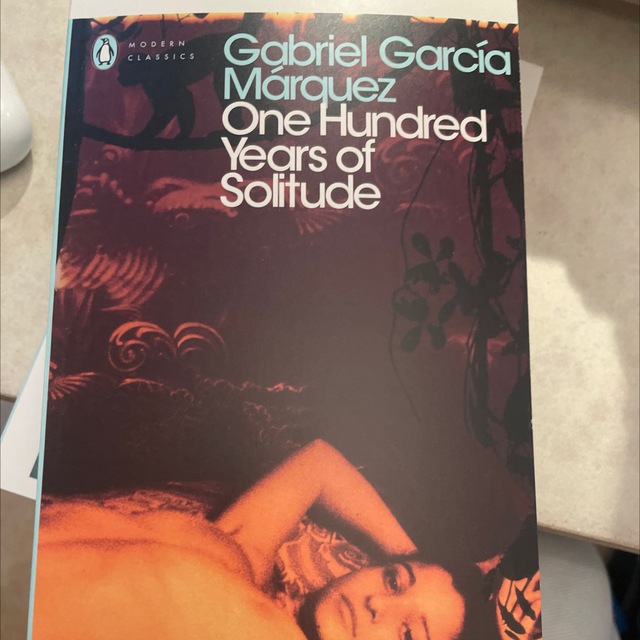 MODERN
CLASSICS
Gabriel García
Márquez
One Hundred
Years of
Solitude